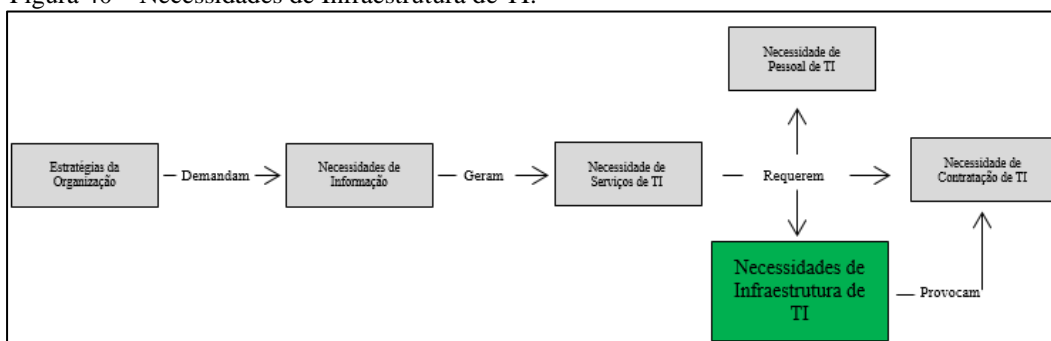 Figura 40 – Necessidades de Infraestrutura de TI.
Necessidade de
Pessoal de TI
Estratégias da
Organização
Demandam
Necessidades de
Informação
Geram
Necessidade de
Serviços de TI
Requerem
Necessidade de
Contratação de TI
Necessidades de
Infraestrutura de
TI
Provocam